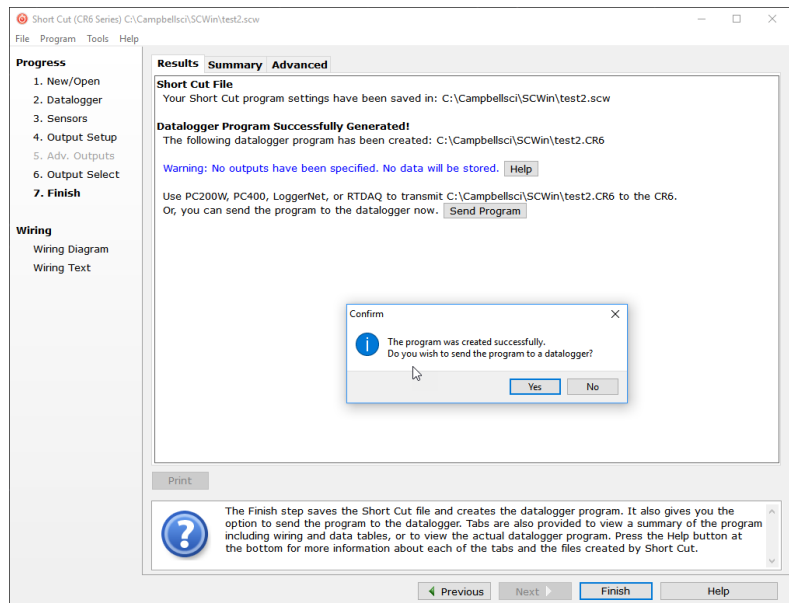 Short Cut (CR6 Series) C:\Campbellsci\SCWin\test2.scw
File Program Tools Help
Progress
1. New/Open
2. Datalogger
3. Sensors
4. Output Setup
5. Adv. Outputs
6. Output Select
7. Finish
Wiring
Wiring Diagram
Wiring Text
Results Summary Advanced
Short Cut File
Your Short Cut program settings have been saved in: C:\Campbellsci\SCWin\test2.scw
Datalogger Program Successfully Generated!
The following datalogger program has been created: C:\Campbellsci\SCWin\test2.CR6
Warning: No outputs have been specified. No data will be stored. Help
Use PC200W, PC400, LoggerNet, or RTDAQ to transmit C:\Campbellsci\SCWin\test2.CR6 to the CR6.
Or, you can send the program to the datalogger now. Send Program
Confirm
The program was created successfully.
Do you wish to send the program to a datalogger?
Yes No
Print
The Finish step saves the Short Cut file and creates the datalogger program. It also gives you the
option to send the program to the datalogger. Tabs are also provided to view a summary of the program
including wiring and data tables, or to view the actual datalogger program. Press the Help button at
the bottom for more information about each of the tabs and the files created by Short Cut.
Previous Next Finish Help